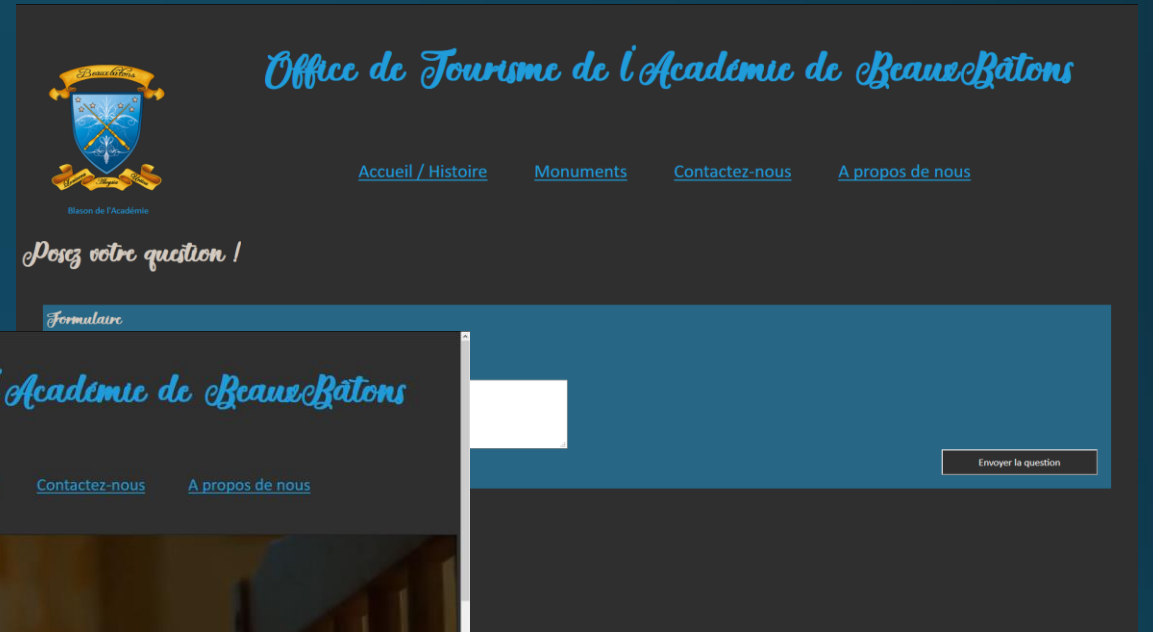 Office de Tourisme de l'Académie de BeauxBâtons
Beauxbatons
Accueil / Histoire
Monuments
Contactez-nous
A propos de nous
Blason de l'Académie
Posez votre question !
Formulaire
Académie de BeauxBâtons
Envoyer la question
Contactez-nous
A propos de nous